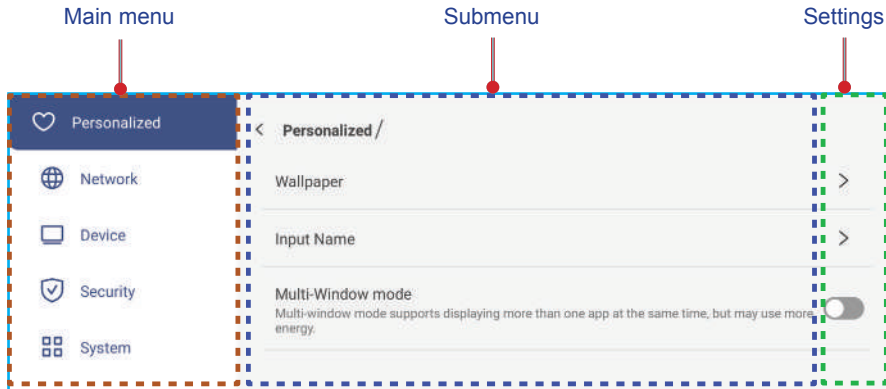 Main menu
Submenu
Settings
Personalized
Network
Device
Security
System
Personalized /
Wallpaper
Input Name
Multi-Window mode
Multi-window mode supports displaying more than one app at the same time, but may use more
energy.